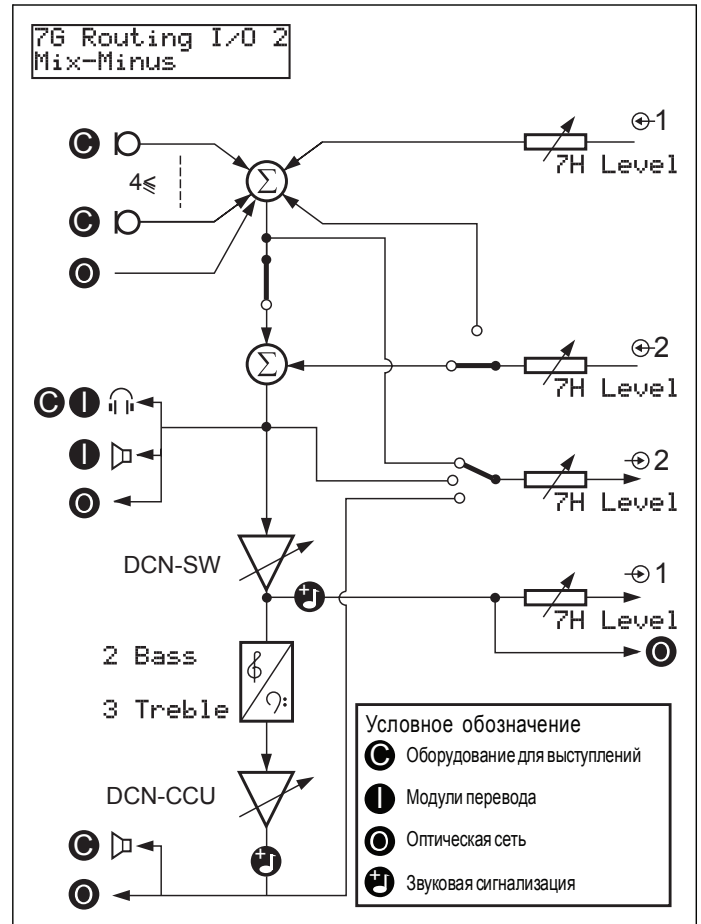 7G Routing I/O 2
Mix-Minus
C
1
7H Level
4⩽
Σ
C
O
2
7H Level
Σ
C I
I
2
7H Level
O
DCN-SW
1
7H Level
O
2 Bass
3 Treble
DCN-CCU
C
O
Условное обозначение
C Оборудование для выступлений
I Модули перевода
O Оптическая сеть
Звуковая сигнализация